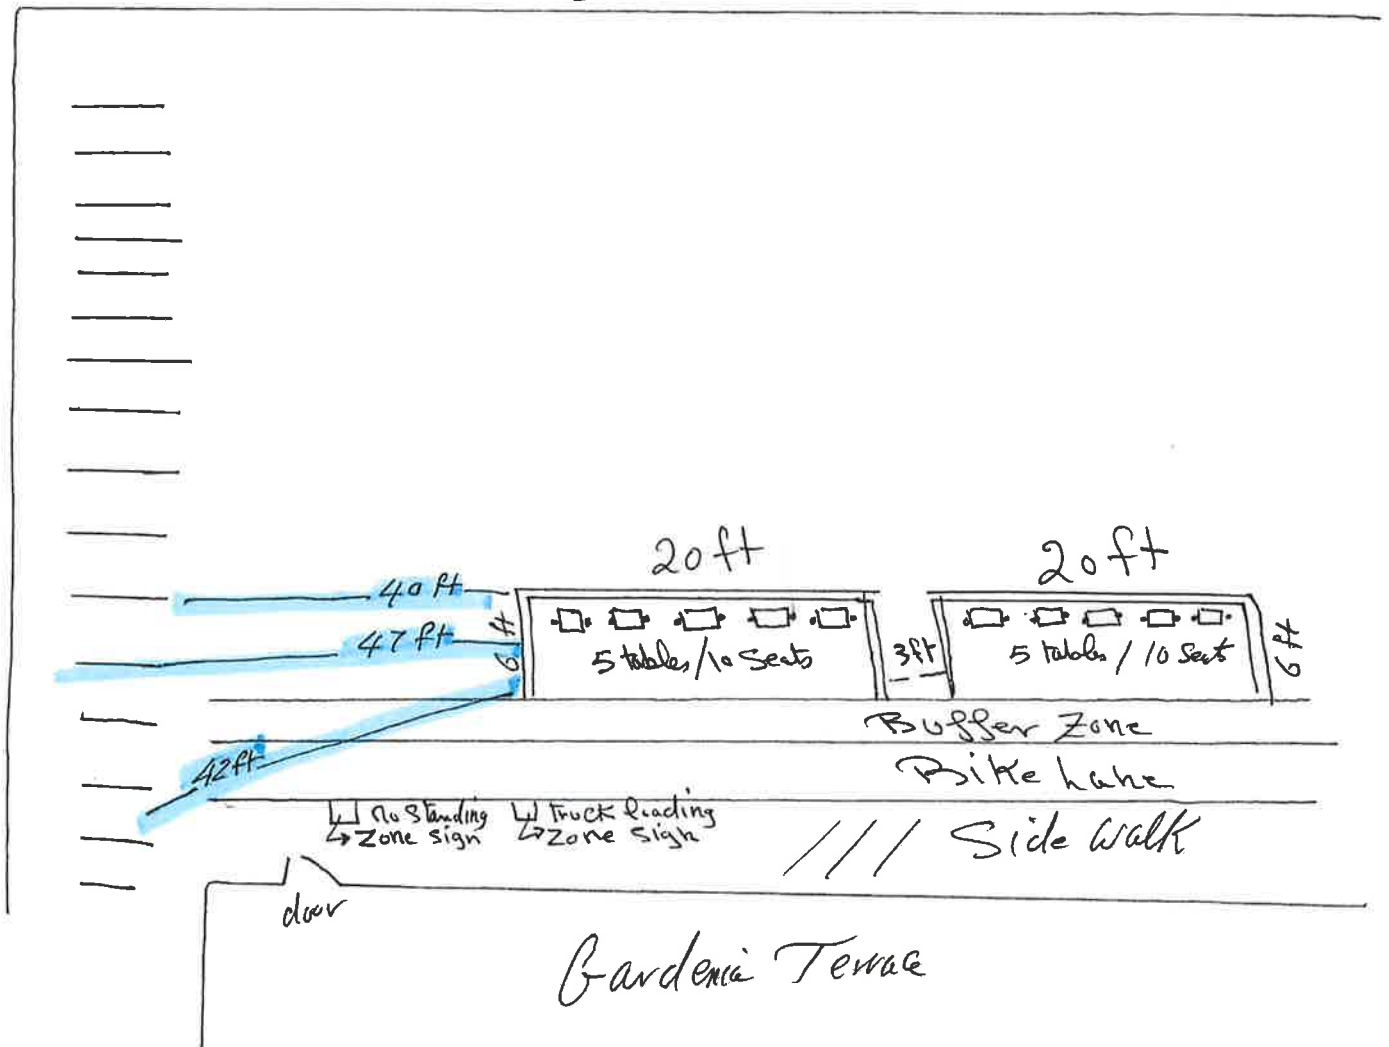 20ft
20ft
40 ft
47 ft
6 ft
5 tables/10 Seats
3ft
5 tables / 10 Seats
6 ft
Buffer Zone
42ft
Bike Lane
no Standing
Zone sign
Truck loading
Zone Sign
Side Walk
door
Gardenia Terrace